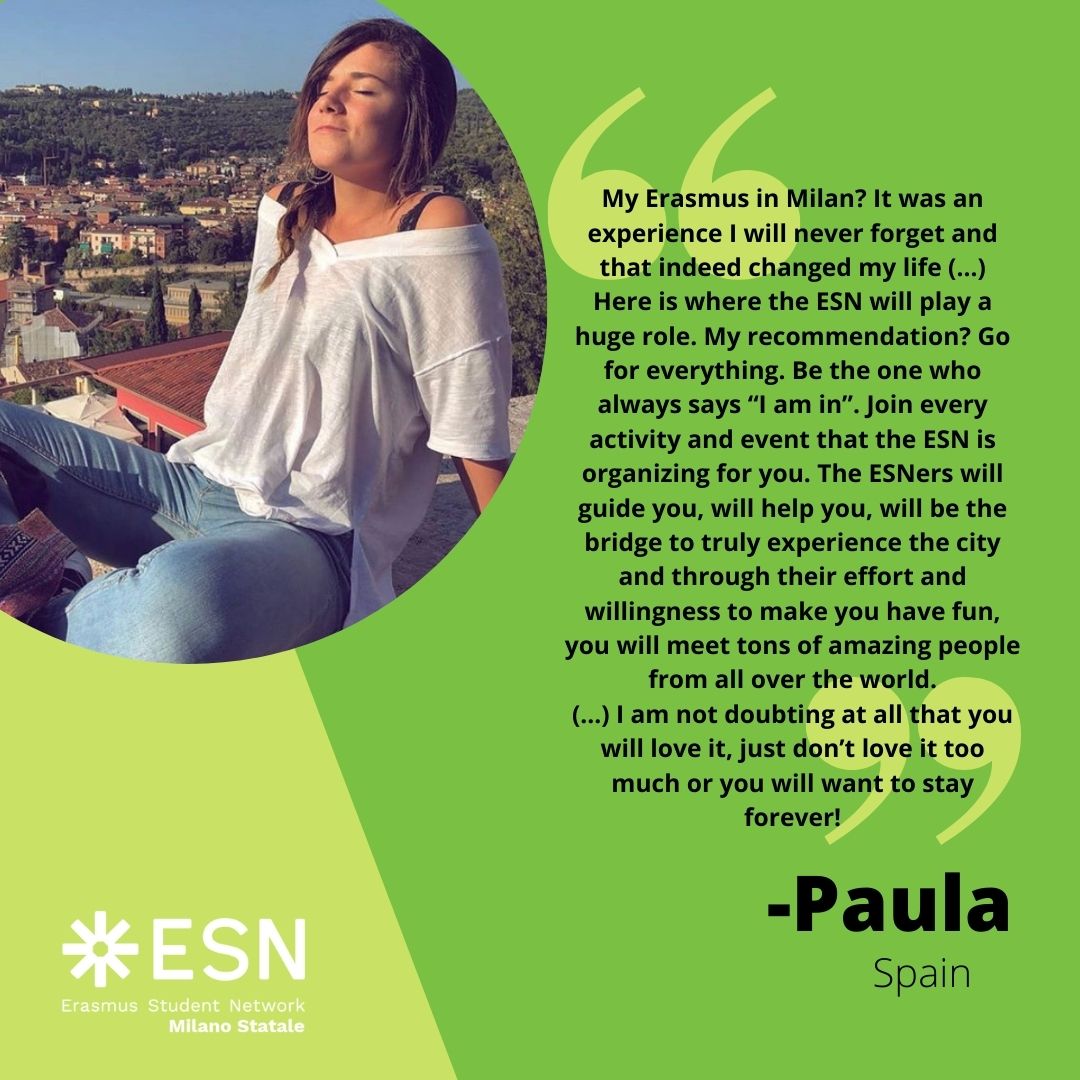 My Erasmus in Milan? It was an
experience I will never forget and
that indeed changed my life (...)
Here is where the ESN will play a
huge role. My recommendation? Go
for everything. Be the one who
always says “I am in”. Join every
activity and event that the ESN is
organizing for you. The ESNers will
guide you, will help you, will be the
bridge to truly experience the city
and through their effort and
willingness to make you have fun,
you will meet tons of amazing people
from all over the world.
(...) I am not doubting at all that you
will love it, just don’t love it too
much or you will want to stay
forever!
-Paula
Spain
ESN
Erasmus Student Network
Milano Statale